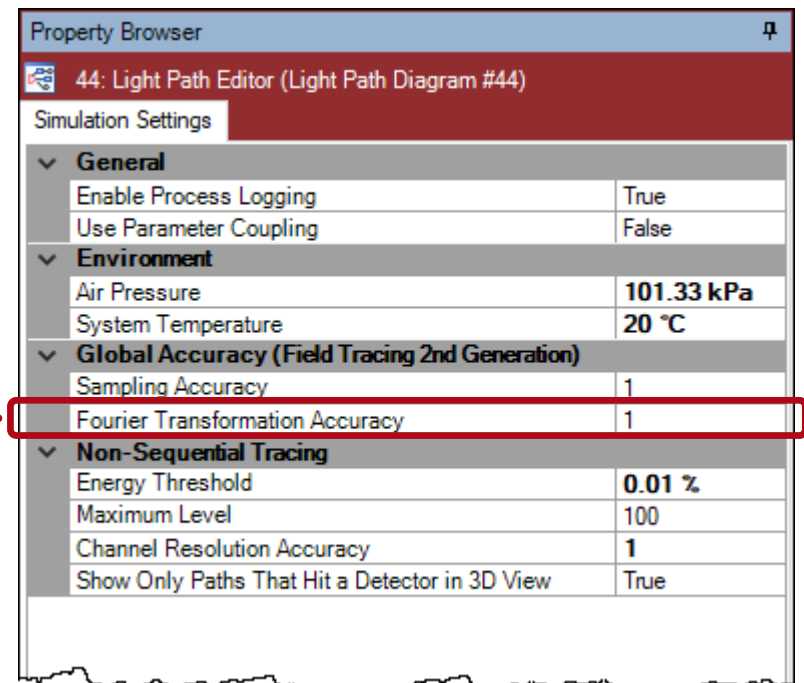 Property Browser
44: Light Path Editor (Light Path Diagram #44)
Simulation Settings
General
Enable Process Logging True
Use Parameter Coupling False
Environment
Air Pressure 101.33 kPa
System Temperature 20 °C
Global Accuracy (Field Tracing 2nd Generation)
Sampling Accuracy 1
Fourier Transformation Accuracy 1
Non-Sequential Tracing
Energy Threshold 0.01 %
Maximum Level 100
Channel Resolution Accuracy 1
Show Only Paths That Hit a Detector in 3D View True